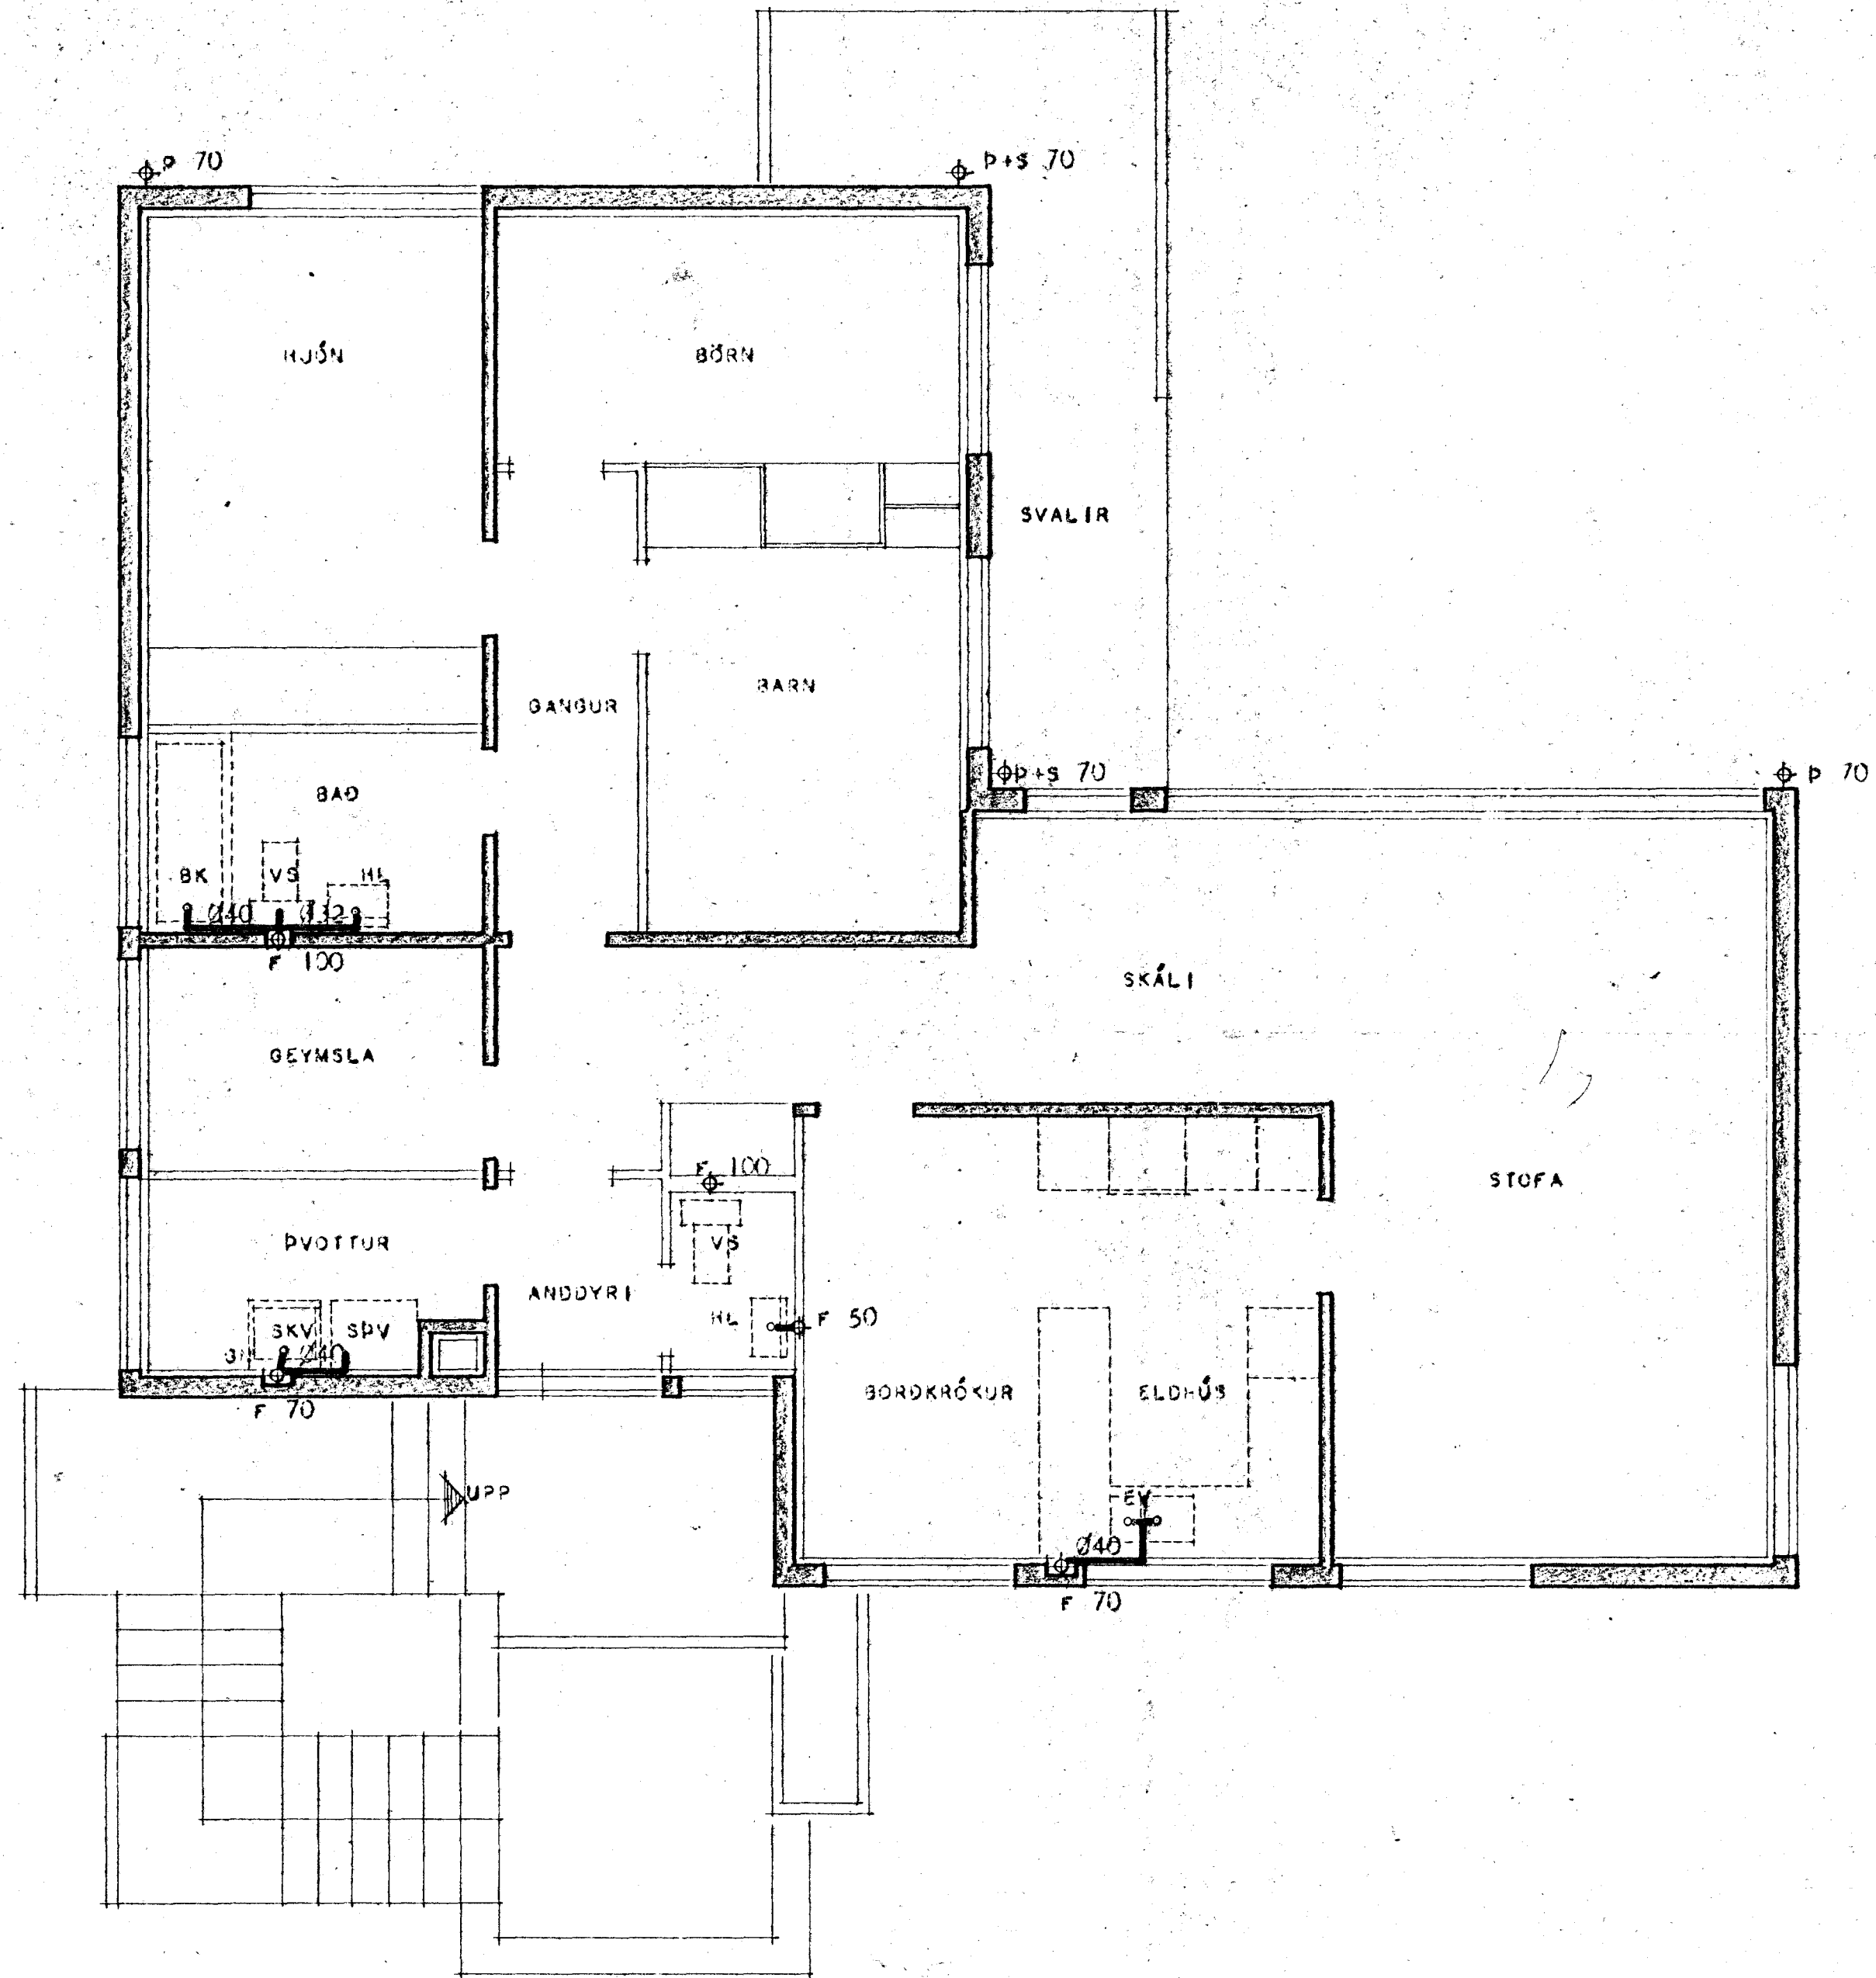 Þ 70
Þ+S 70
HJÓN
BÖRN
SVALIR
BARN
GANGUR
Þ+S 70
Þ 70
BAÐ
BK
VS
HL
Ø40
Ø32
F 100
SKÁLI
GEYMSLA
F 100
STOFA
ÞVOTTUR
VS
ANDDYRI
HL
F 50
SKV
SÞV
Ø40
BORÐKRÓKUR
ELDHÚS
F 70
UPP
EV
Ø40
F 70